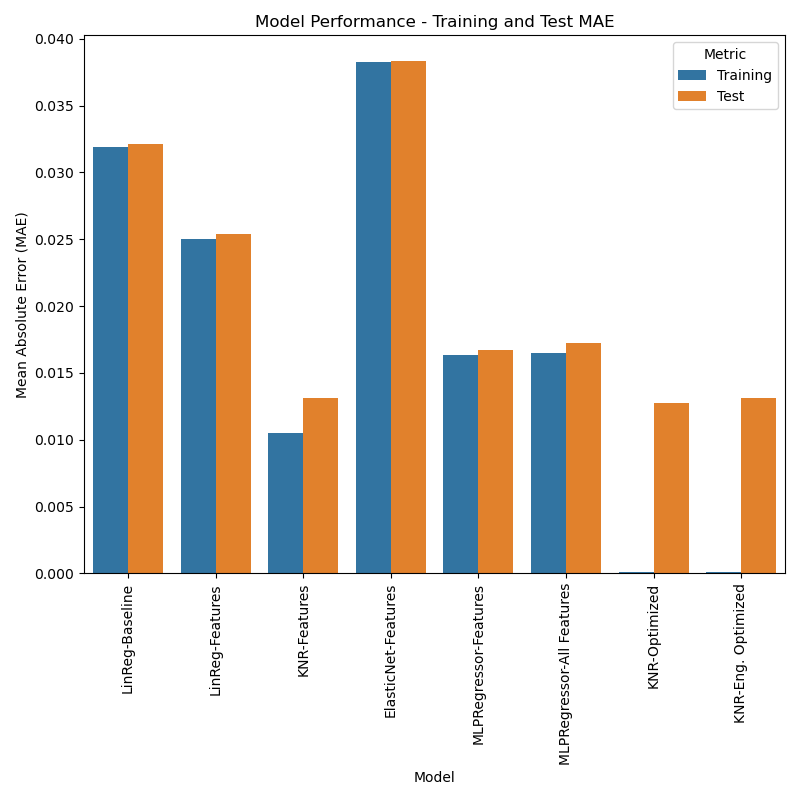 Model Performance - Training and Test MAE
Metric
Training
Test
Mean Absolute Error (MAE)
0.040
0.035
0.030
0.025
0.020
0.015
0.010
0.005
0.000
LinReg-Baseline
LinReg-Features
KNR-Features
ElasticNet-Features
MLPRegressor-Features
MLPRegressor-All Features
KNR-Optimized
KNR-Eng. Optimized
Model